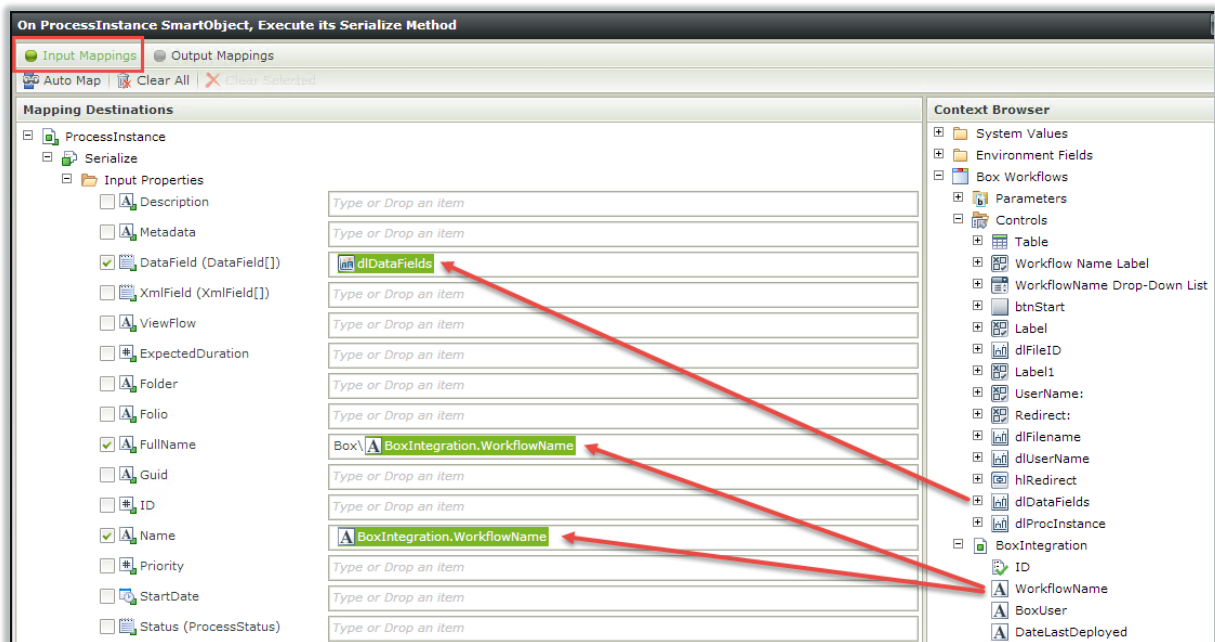 On ProcessInstance SmartObject, Execute its Serialize Method
Input Mappings Output Mappings
Auto Map Clear All Clear Selected
Mapping Destinations
ProcessInstance
Serialize
Input Properties
Description Type or Drop an item
Metadata Type or Drop an item
DataField (DataField[]) dlDataFields
XmlField (XmlField[]) Type or Drop an item
ViewFlow Type or Drop an item
ExpectedDuration Type or Drop an item
Folder Type or Drop an item
Folio Type or Drop an item
FullName Box\ BoxIntegration.WorkflowName
Guid Type or Drop an item
ID Type or Drop an item
Name BoxIntegration.WorkflowName
Priority Type or Drop an item
StartDate Type or Drop an item
Status (ProcessStatus) Type or Drop an item
Context Browser
System Values
Environment Fields
Box Workflows
Parameters
Controls
Table
Workflow Name Label
WorkflowName Drop-Down List
btnStart
Label
dlFileID
Label1
UserName:
Redirect:
dlFilename
dlUserName
hlRedirect
dlDataFields
dlProcInstance
BoxIntegration
ID
WorkflowName
BoxUser
DateLastDeployed